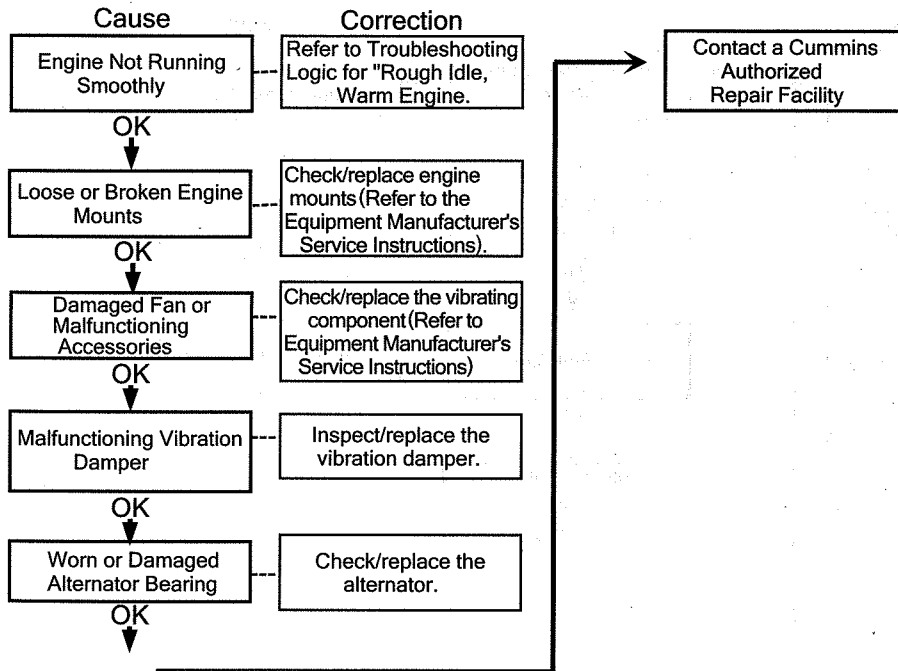 Cause
Correction
Engine Not Running
Smoothly
Refer to Troubleshooting
Logic for "Rough Idle,
Warm Engine.
OK
Loose or Broken Engine
Mounts
Check/replace engine
mounts(Refer to the
Equipment Manufacturer's
Service Instructions).
OK
Damaged Fan or
Malfunctioning
Accessories
Check/replace the vibrating
component(Refer to
Equipment Manufacturer's
Service Instructions)
OK
Malfunctioning Vibration
Damper
Inspect/replace the
vibration damper.
OK
Worn or Damaged
Alternator Bearing
Check/replace the
alternator.
OK
Contact a Cummins
Authorized
Repair Facility